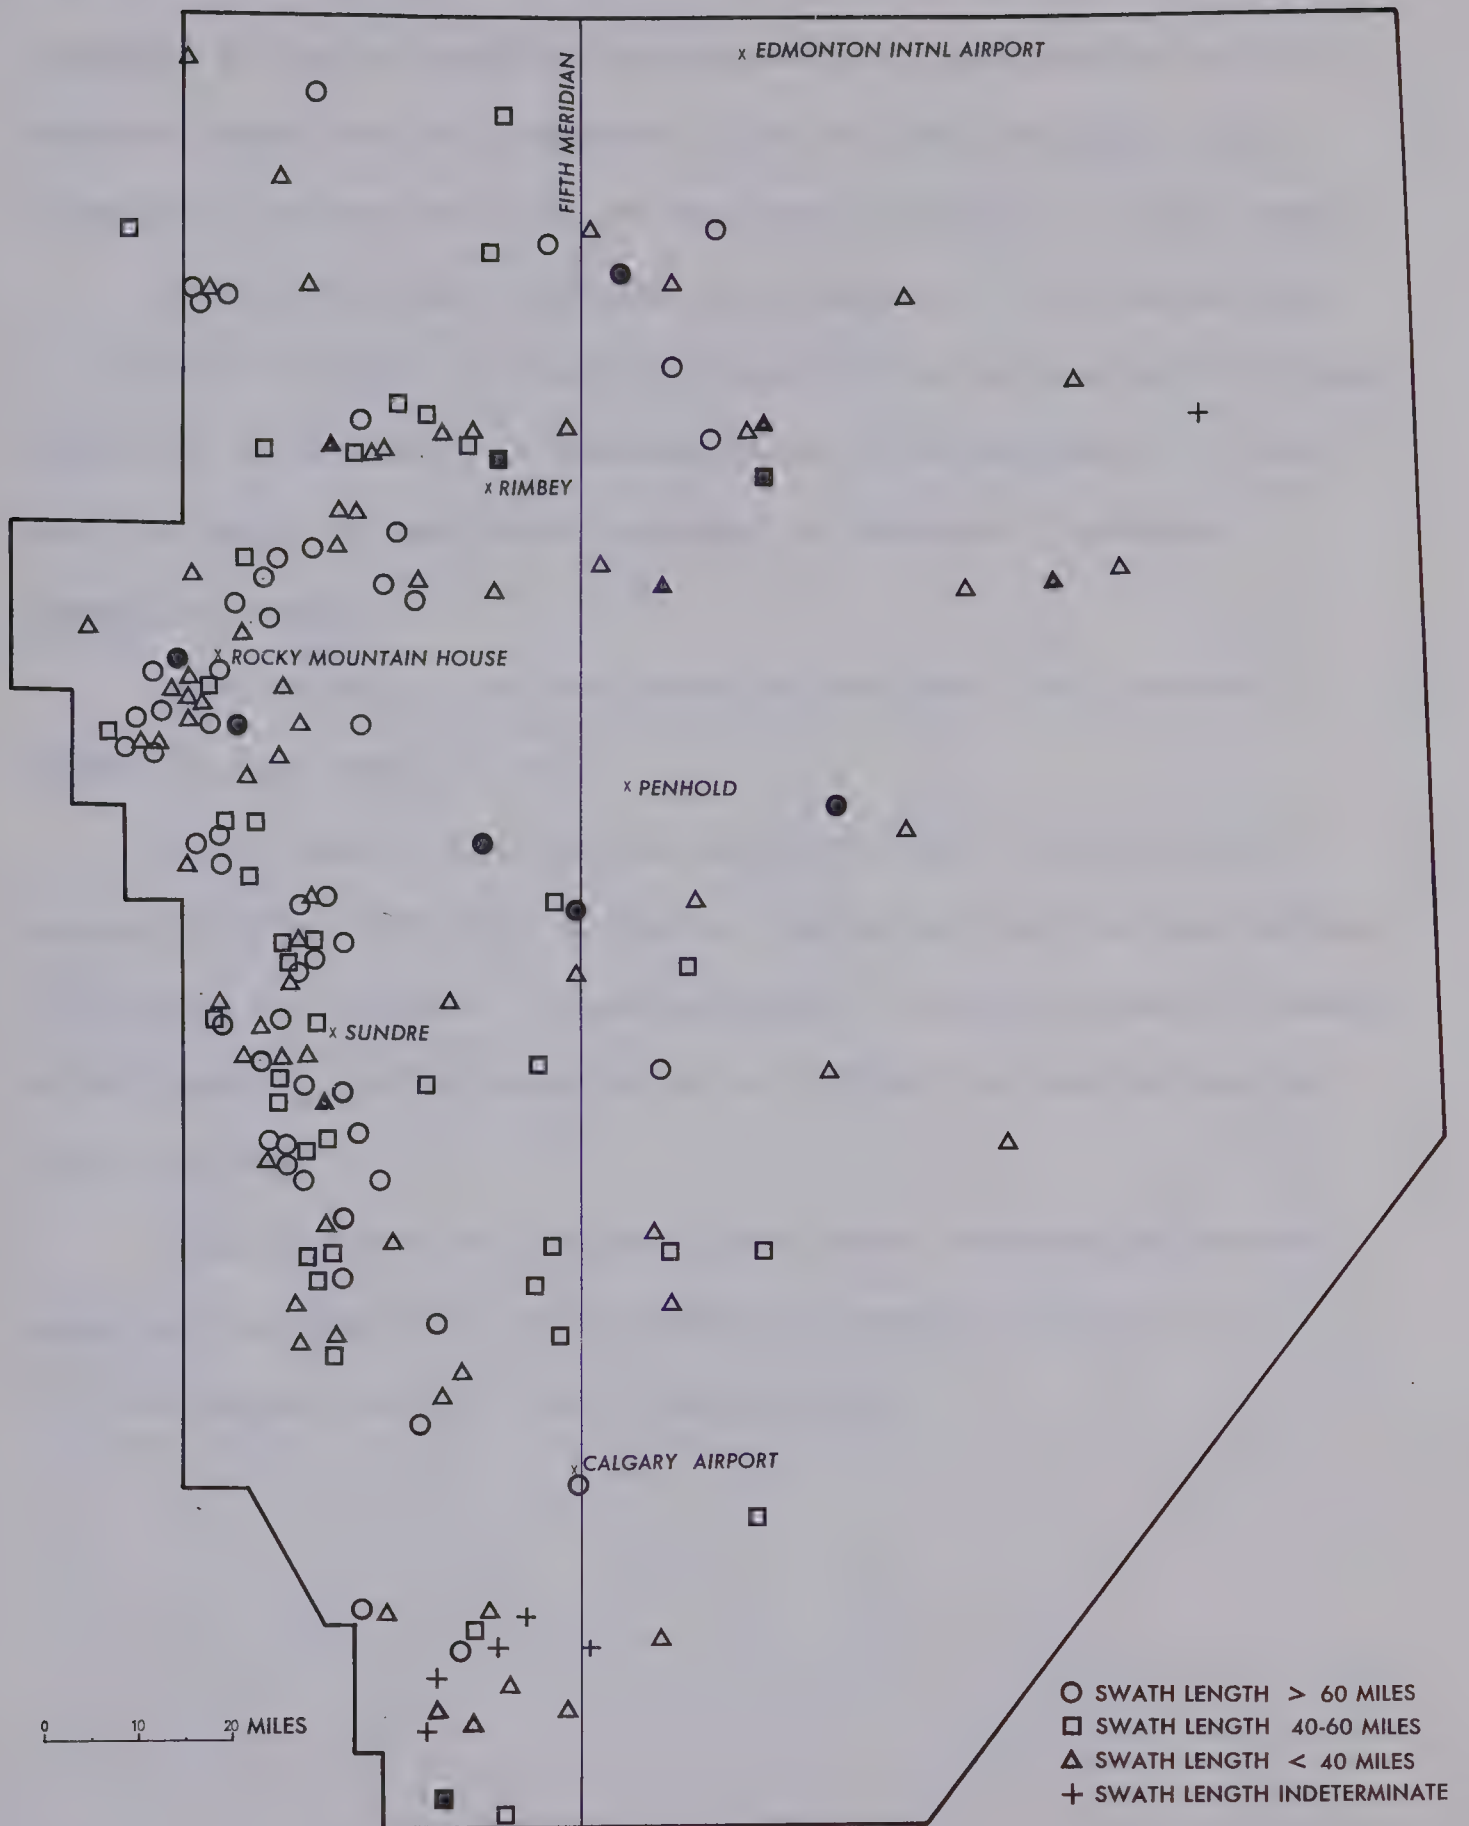 x EDMONTON INTNL AIRPORT
FIFTH MERIDIAN
x RIMBEY
x ROCKY MOUNTAIN HOUSE
x PENHOLD
x SUNDRE
x CALGARY AIRPORT
0 10 20 MILES
○ SWATH LENGTH > 60 MILES
□ SWATH LENGTH 40-60 MILES
△ SWATH LENGTH < 40 MILES
+ SWATH LENGTH INDETERMINATE